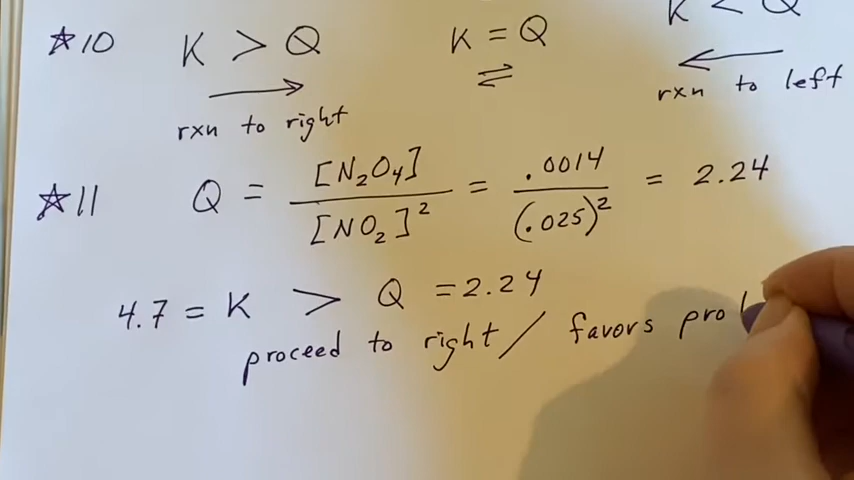 ☆10 K > Q K = Q K < Q
→ ⇌ ←
rxn to right rxn to left
☆11 Q = [N₂O₄] / [NO₂]² = .0014 / (.025)² = 2.24
4.7 = K > Q = 2.24
proceed to right / favors pro